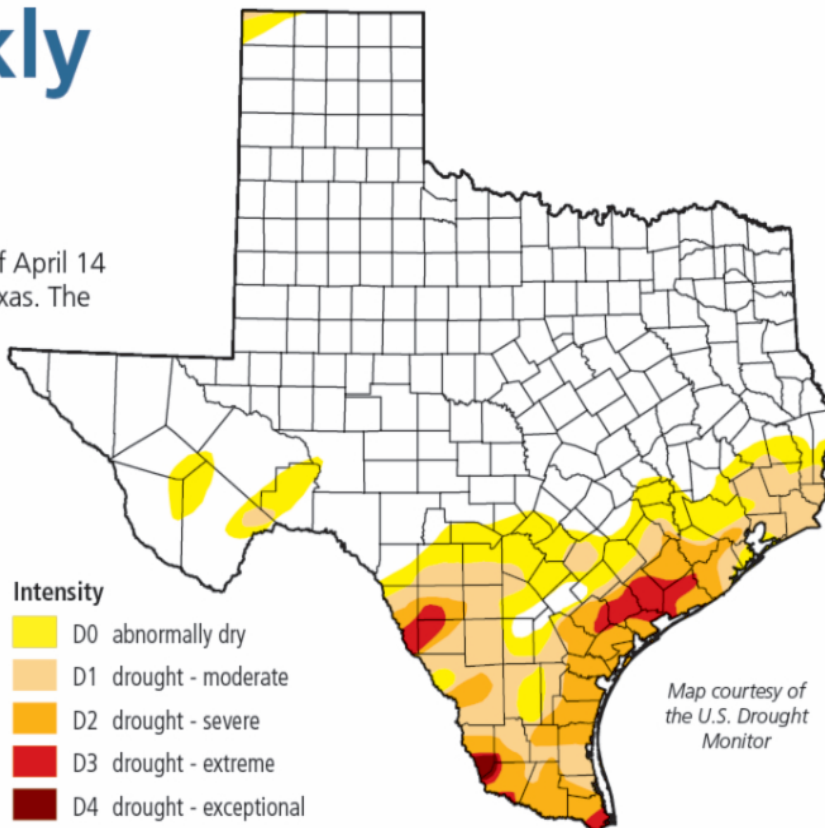 kly
f April 14
xas. The
Intensity
D0 abnormally dry
D1 drought - moderate
D2 drought - severe
D3 drought - extreme
D4 drought - exceptional
Map courtesy of
the U.S. Drought
Monitor